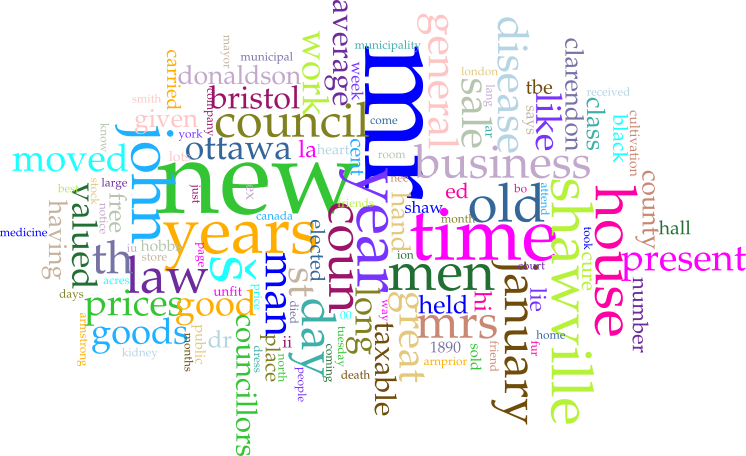 mr
new
time
year
years
john
house
shawville
law
men
old
coun
council
business
january
mrs
man
day
st
th
š
good
goods
prices
present
moved
valued
great
general
disease
sale
like
work
average
bristol
ottawa
donaldson
given
carried
municipal
mayor
company
smith
york
know
lot
just
la
heart
cent
week
municipality
come
room
london
lang
ar
tbe
says
clarendon
class
received
black
cultivation
county
hall
number
cure
took
attend
bo
ed
shaw
month
hand
friends
nec
canada
elected
free
large
best
stock
notice
having
medicine
iu
hobby
store
acres
page
days
armstrong
kidney
public
months
dr
unfit
price
councillors
dress
north
place
ii
died
people
coming
tuesday
00
long
death
taxable
way
ion
held
hi
1890
arnprior
sold
friend
fur
lie
home
burt